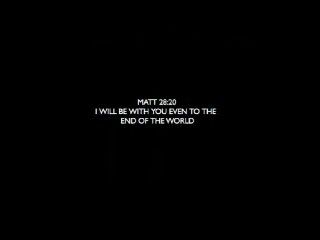 MATT 28:20
I WILL BE WITH YOU EVEN TO THE
END OF THE WORLD